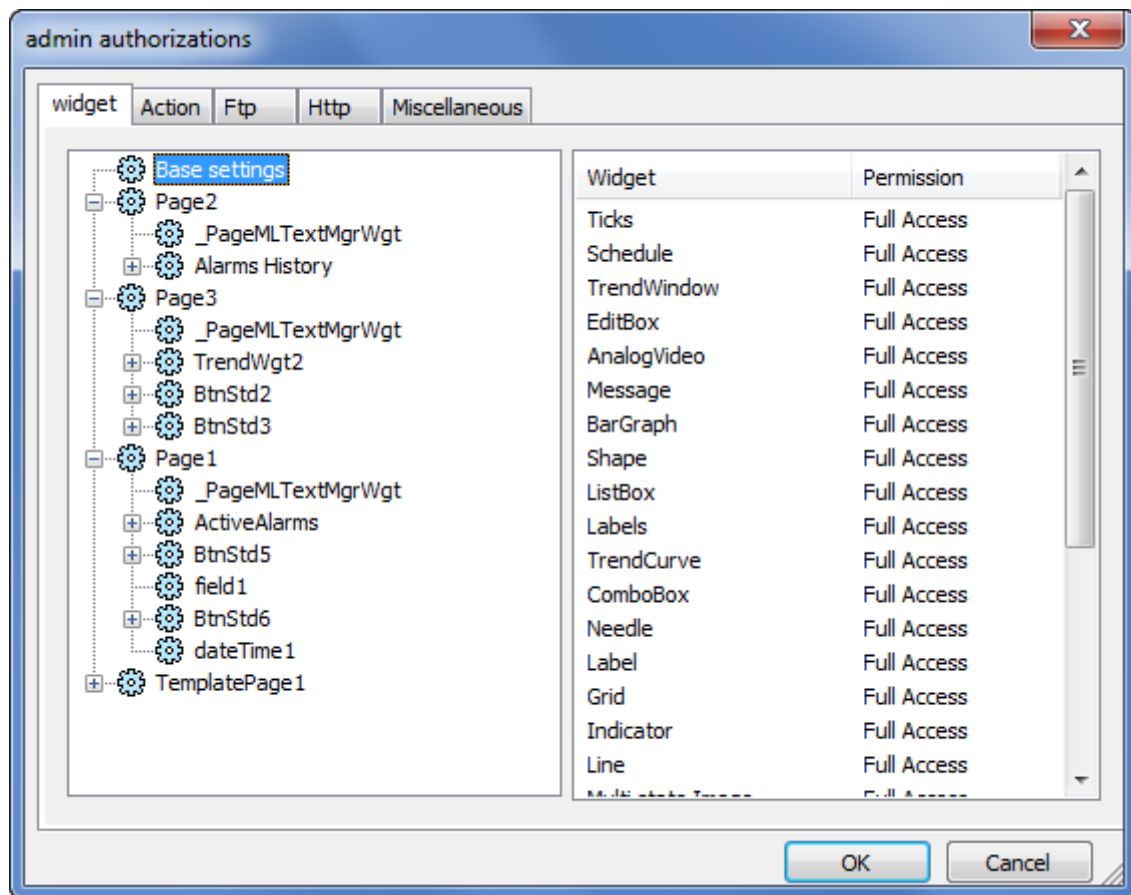 admin authorizations
widget Action Ftp Http Miscellaneous
Base settings
Page2
_PageMLTextMgrWgt
Alarms History
Page3
_PageMLTextMgrWgt
TrendWgt2
BtnStd2
BtnStd3
Page1
_PageMLTextMgrWgt
ActiveAlarms
BtnStd5
field1
BtnStd6
dateTime1
TemplatePage1
Widget Permission
Ticks Full Access
Schedule Full Access
TrendWindow Full Access
EditBox Full Access
AnalogVideo Full Access
Message Full Access
BarGraph Full Access
Shape Full Access
ListBox Full Access
Labels Full Access
TrendCurve Full Access
ComboBox Full Access
Needle Full Access
Label Full Access
Grid Full Access
Indicator Full Access
Line Full Access
OK Cancel